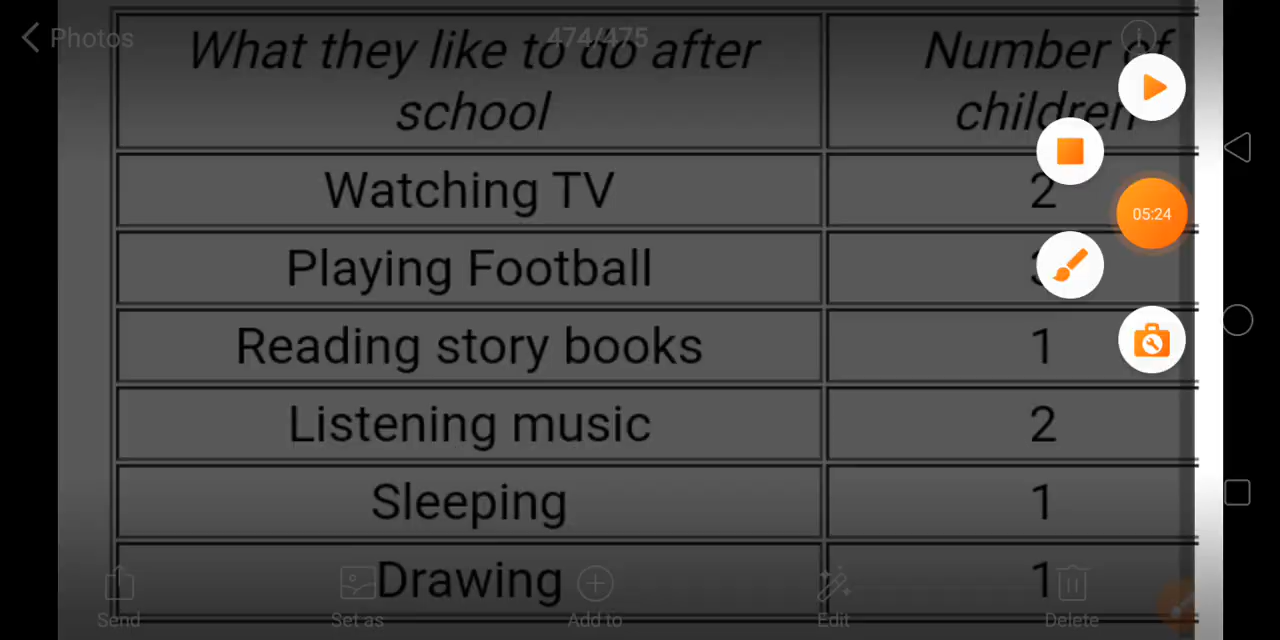 Photos
474/475
What they like to do after
school
Number of
children
Watching TV
2
05:24
Playing Football
Reading story books
1
Listening music
2
Sleeping
1
Drawing
1
Send
Set as
Add to
Edit
Delete